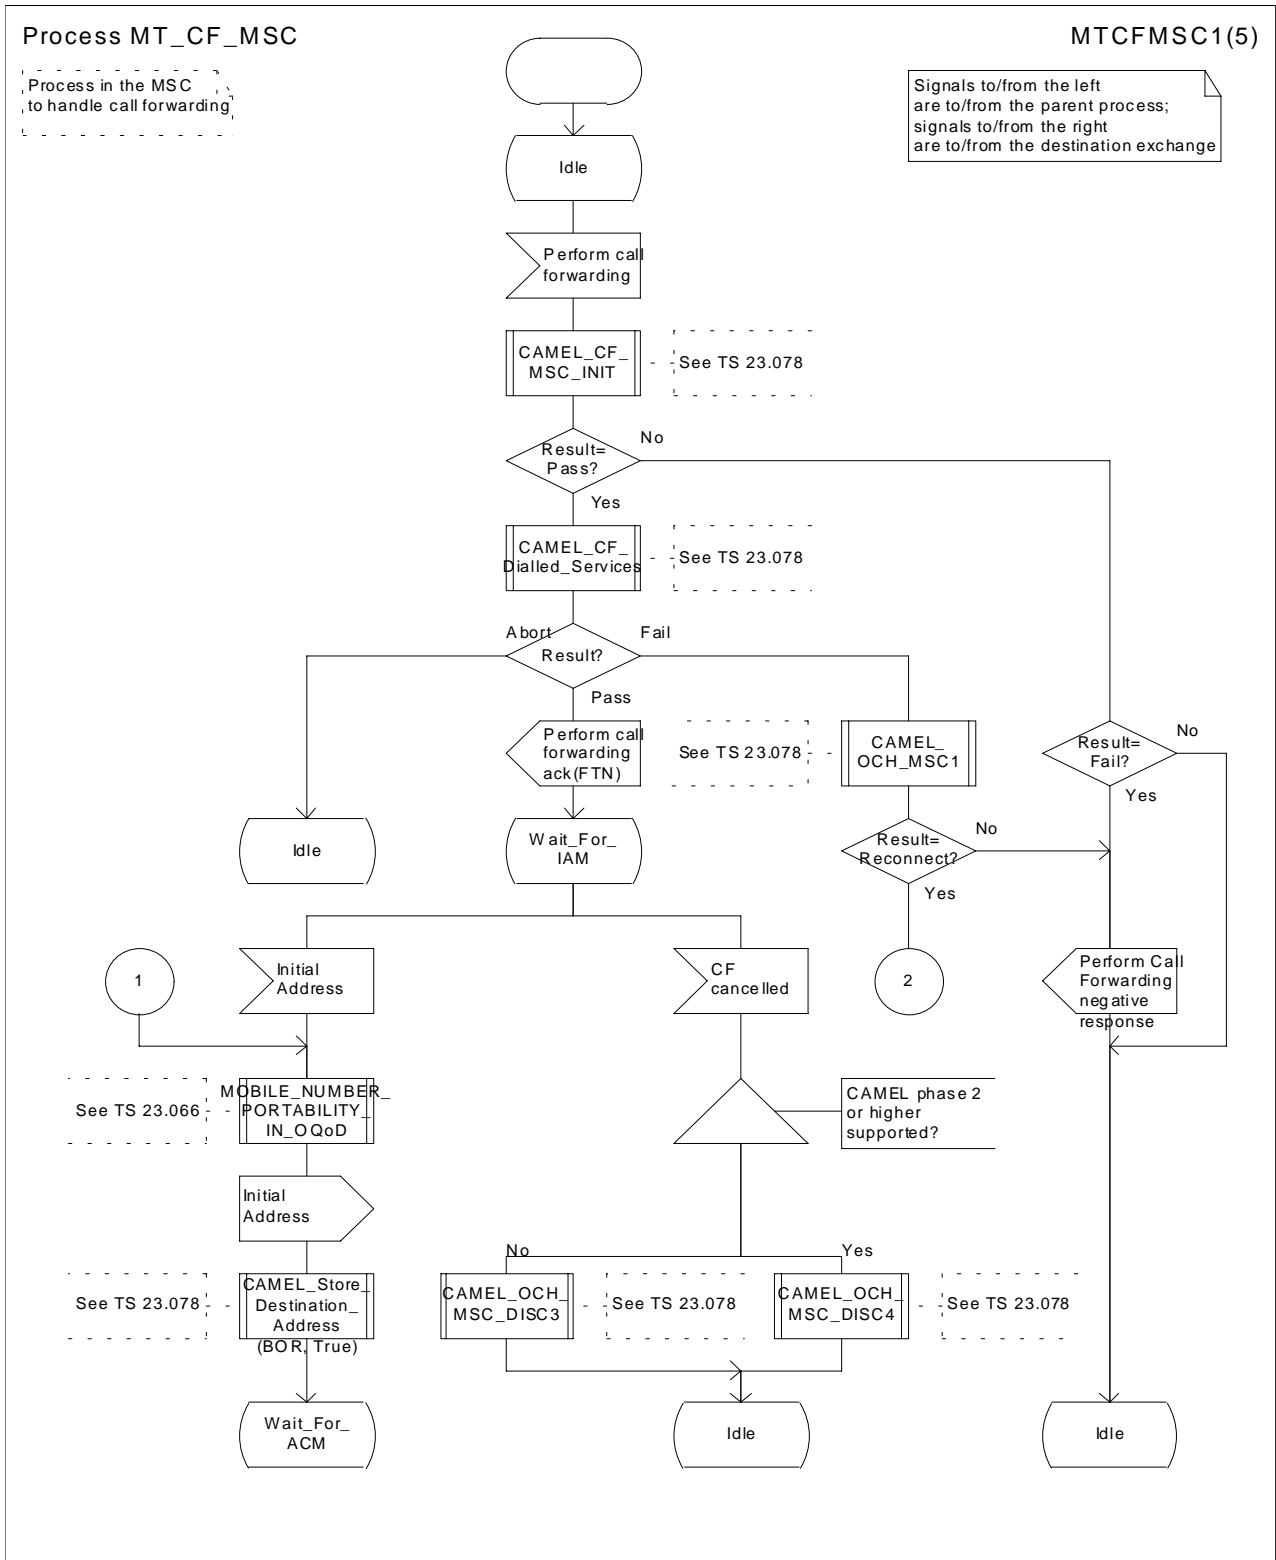 Process MT_CF_MSC
MTCFMSC1(5)
Process in the MSC
to handle call forwarding
Signals to/from the left
are to/from the parent process;
signals to/from the right
are to/from the destination exchange
Idle
Perform call
forwarding
CAMEL_CF_
MSC_INIT
See TS 23.078
Result=
Pass?
No
Yes
CAMEL_CF_
Dialled_Services
See TS 23.078
Abort
Fail
Result?
Pass
Perform call
forwarding
ack(FTN)
See TS 23.078
CAMEL_
OCH_MSC1
Result=
Fail?
No
Yes
Idle
Wait_For_
IAM
Result=
Reconnect?
No
Yes
1
Initial
Address
CF
cancelled
2
Perform Call
Forwarding
negative
response
See TS 23.066
MOBILE_NUMBER_
PORTABILITY_
IN_OQoD
CAMEL phase 2
or higher
supported?
Initial
Address
No
Yes
See TS 23.078
CAMEL_Store_
Destination_
Address
(BOR, True)
CAMEL_OCH_
MSC_DISC3
See TS 23.078
CAMEL_OCH_
MSC_DISC4
See TS 23.078
Wait_For_
ACM
Idle
Idle